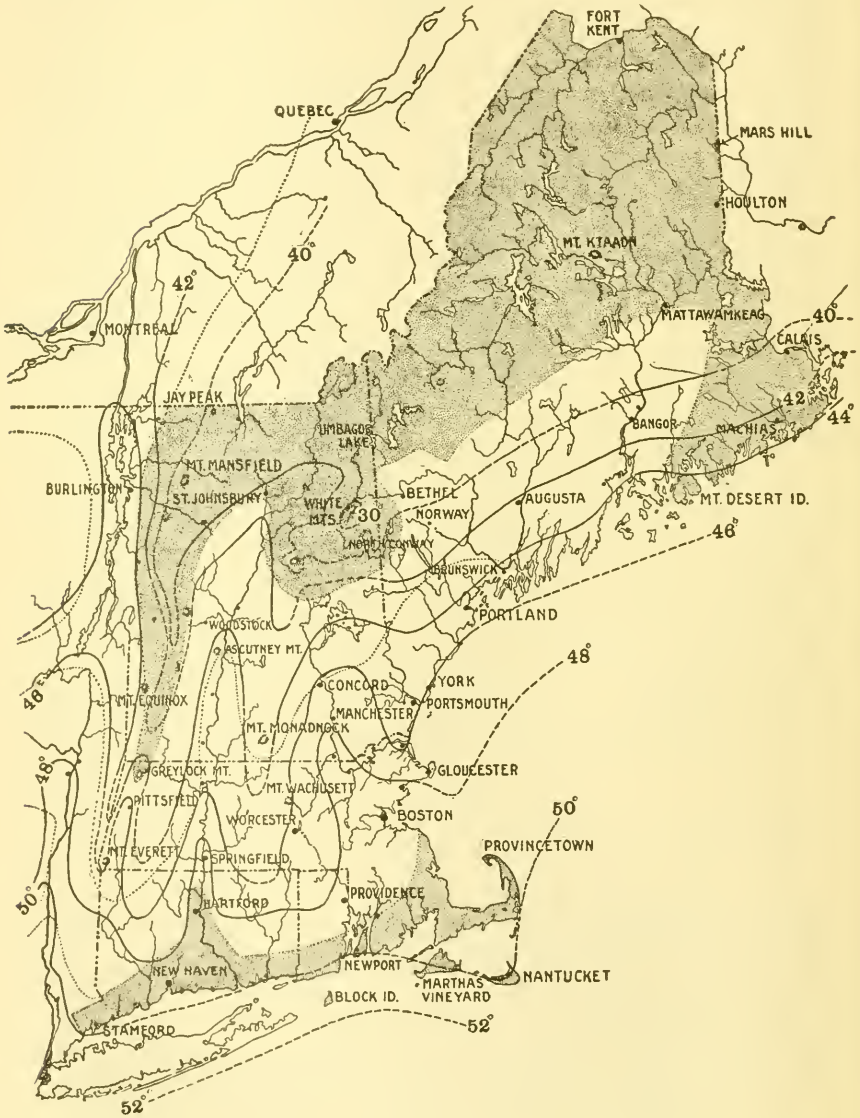 FORT
KENT
QUEBEC
MARS HILL
HOULTON
40°
MT. KTAADN
42°
MATTAWAMKEAG
40°
MONTREAL
CALAIS
JAY PEAK
42
44°
UMBAGOG
LAKE
BANGOR
MACHIAS
MT. MANSFIELD
BURLINGTON
ST. JOHNSBURY
WHITE
MTS.
30
BETHEL
NORWAY
AUGUSTA
MT. DESERT ID.
NORTH CONWAY
46°
BRUNSWICK
PORTLAND
WOODSTOCK
ASCUTNEY MT.
48°
46°
MT. EQUINOX
CONCORD
YORK
MANCHESTER
PORTSMOUTH
MT. MONADNOCK
48°
GREYLOCK MT.
GLOUCESTER
PITTSFIELD
MT. WACHUSETT
WORCESTER
BOSTON
50°
PROVINCETOWN
MT. EVERETT
SPRINGFIELD
50°
HARTFORD
PROVIDENCE
NEW HAVEN
NEWPORT
MARTHAS
VINEYARD
NANTUCKET
BLOCK ID.
STAMFORD
52°
52°